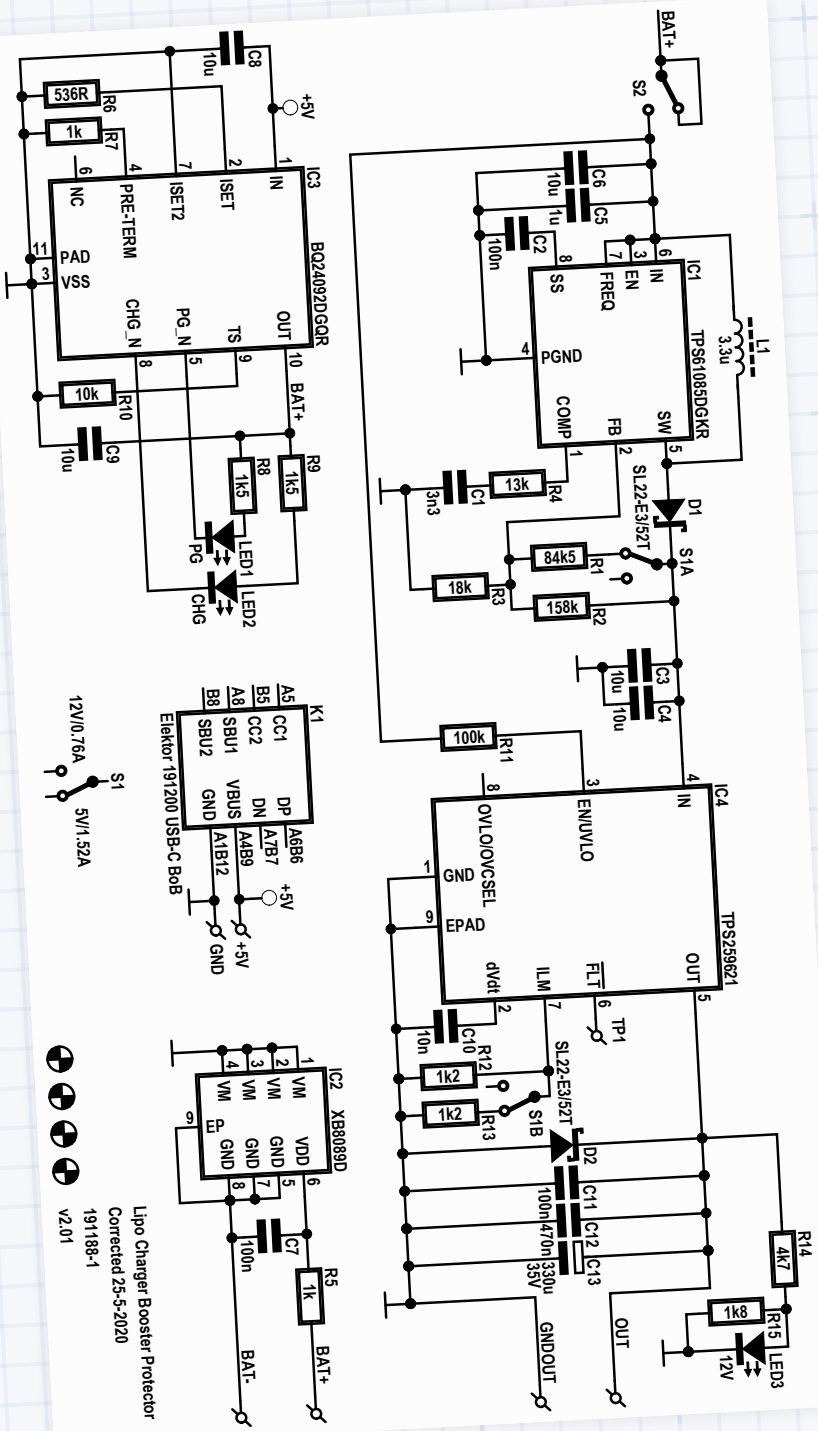 BAT+
S2
C6
10u
C5
1u
C2
100n
L1
3.3u
IC1
TPS61085DGKR
6
IN
3
EN
7
FREQ
8
SS
4
PGND
COMP
1
FB
2
SW
5
R4
13k
C1
3n3
D1
SL22-E3/52T
S1A
R1
84k5
R2
158k
R3
18k
C3
10u
C4
10u
R11
100k
IC4
TPS259621
4
IN
3
EN/UVLO
8
OVLO/OVCSEL
1
GND
9
EPAD
OUT
5
FLT
6
TP1
ILM
7
dVdt
2
C10
10n
R12
1k2
R13
1k2
S1B
SL22-E3/52T
D2
C11
100n
C12
470n
C13
330u
35V
R14
4k7
R15
1k8
LED3
12V
OUT
GNDOUT
C8
10u
+5V
R6
536R
R7
1k
IC3
BQ24092DGQR
1
IN
2
ISET
7
ISET2
4
PRE-TERM
6
NC
11
PAD
3
VSS
OUT
10
TS
9
PG_N
5
CHG_N
8
BAT+
R10
10k
C9
10u
R8
1k5
R9
1k5
LED1
PG
LED2
CHG
K1
Elektor 191200 USB-C BoB
A5
CC1
B5
CC2
A8
SBU1
B8
SBU2
DP
A6B6
DN
A7B7
VBUS
A4B9
GND
A1B12
+5V
+5V
GND
S1
12V/0.76A
5V/1.52A
IC2
XB8089D
1
VM
2
VM
3
VM
4
VM
9
EP
VDD
6
GND
5
GND
7
GND
8
C7
100n
R5
1k
BAT+
BAT-
Lipo Charger Booster Protector
Corrected 25-5-2020
191188-1
v2.01